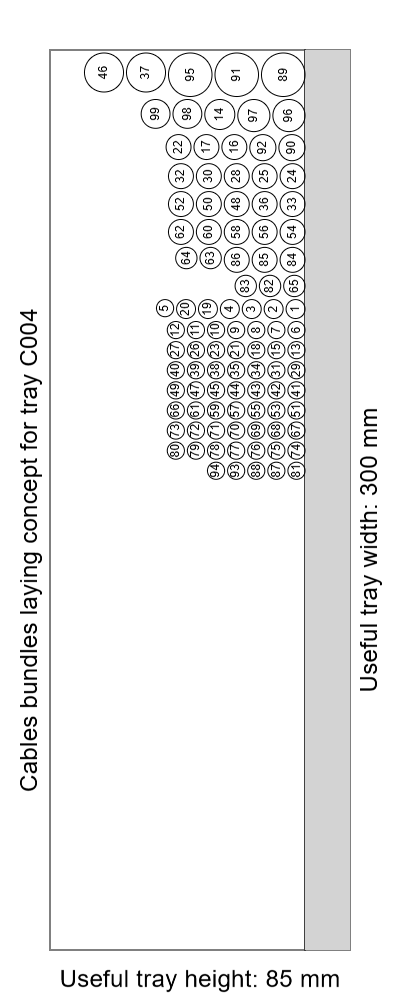 Cables bundles laying concept for tray C004
46 37 95 91 89
99 98 14 97 96
22 17 16 92 90
32 30 28 25 24
52 50 48 36 33
62 60 58 56 54
64 63 86 85 84
83 82 65
5 20 19 4 3 2 1
12 11 10 9 8 7 6
27 26 23 21 18 15 13
40 39 38 35 34 31 29
49 47 45 44 43 42 41
66 61 59 57 55 53 51
73 72 71 70 69 68 67
80 79 78 77 76 75 74
94 93 88 87 81
Useful tray width: 300 mm
Useful tray height: 85 mm